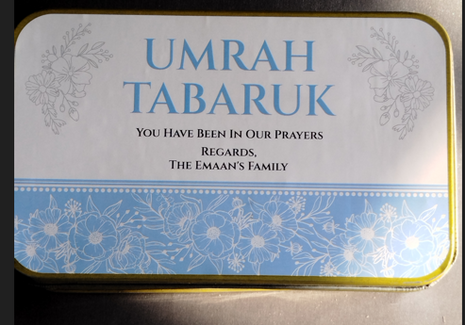 UMRAH
TABARUK
YOU HAVE BEEN IN OUR PRAYERS
REGARDS,
THE EMAAN'S FAMILY